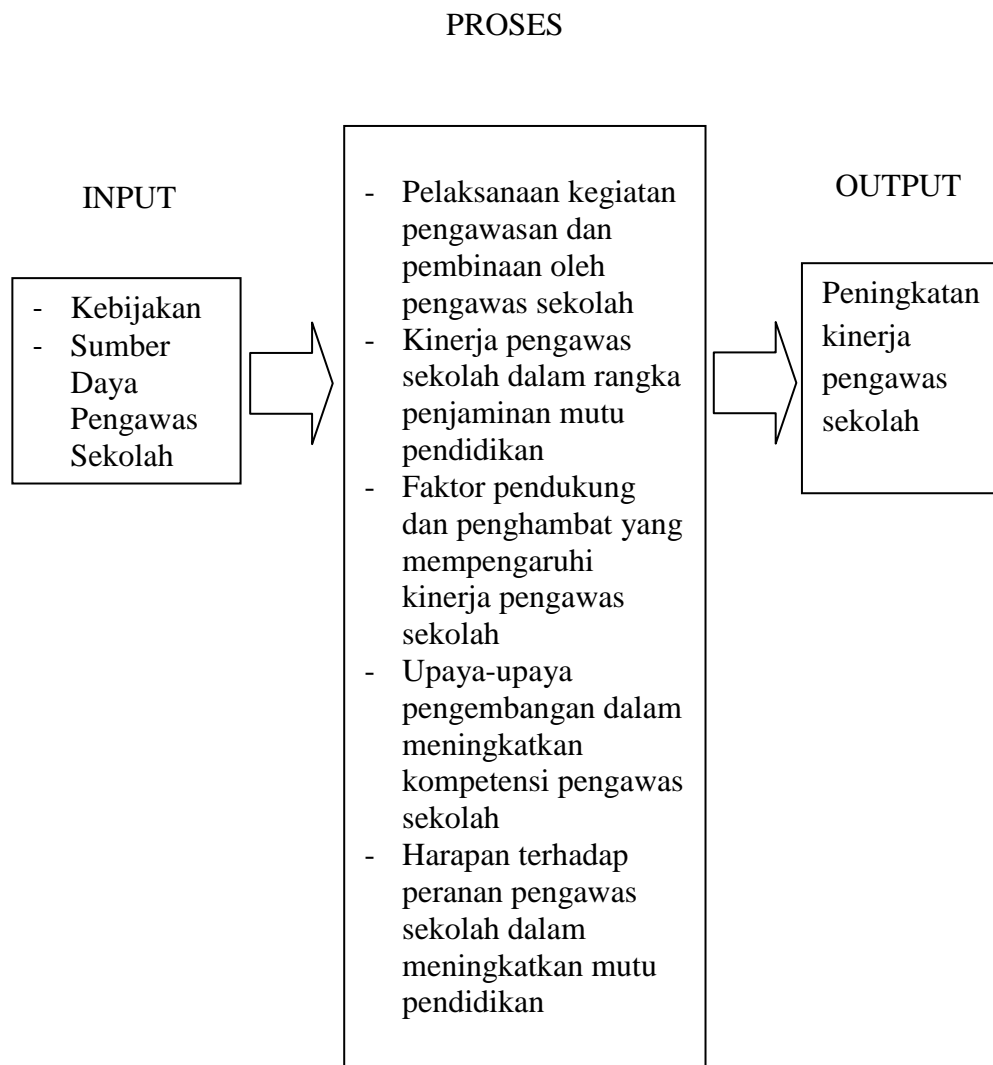 PROSES
INPUT
- Kebijakan
- Sumber
Daya
Pengawas
Sekolah
- Pelaksanaan kegiatan
pengawasan dan
pembinaan oleh
pengawas sekolah
- Kinerja pengawas
sekolah dalam rangka
penjaminan mutu
pendidikan
- Faktor pendukung
dan penghambat yang
mempengaruhi
kinerja pengawas
sekolah
- Upaya-upaya
pengembangan dalam
meningkatkan
kompetensi pengawas
sekolah
- Harapan terhadap
peranan pengawas
sekolah dalam
meningkatkan mutu
pendidikan
OUTPUT
Peningkatan
kinerja
pengawas
sekolah